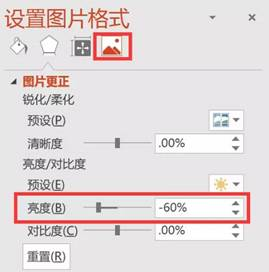 设置图片格式
图片更正
锐化/柔化
预设(P)
清晰度 .00%
亮度/对比度
预设(E)
亮度(B) -60%
对比度(C) .00%
重置(R)